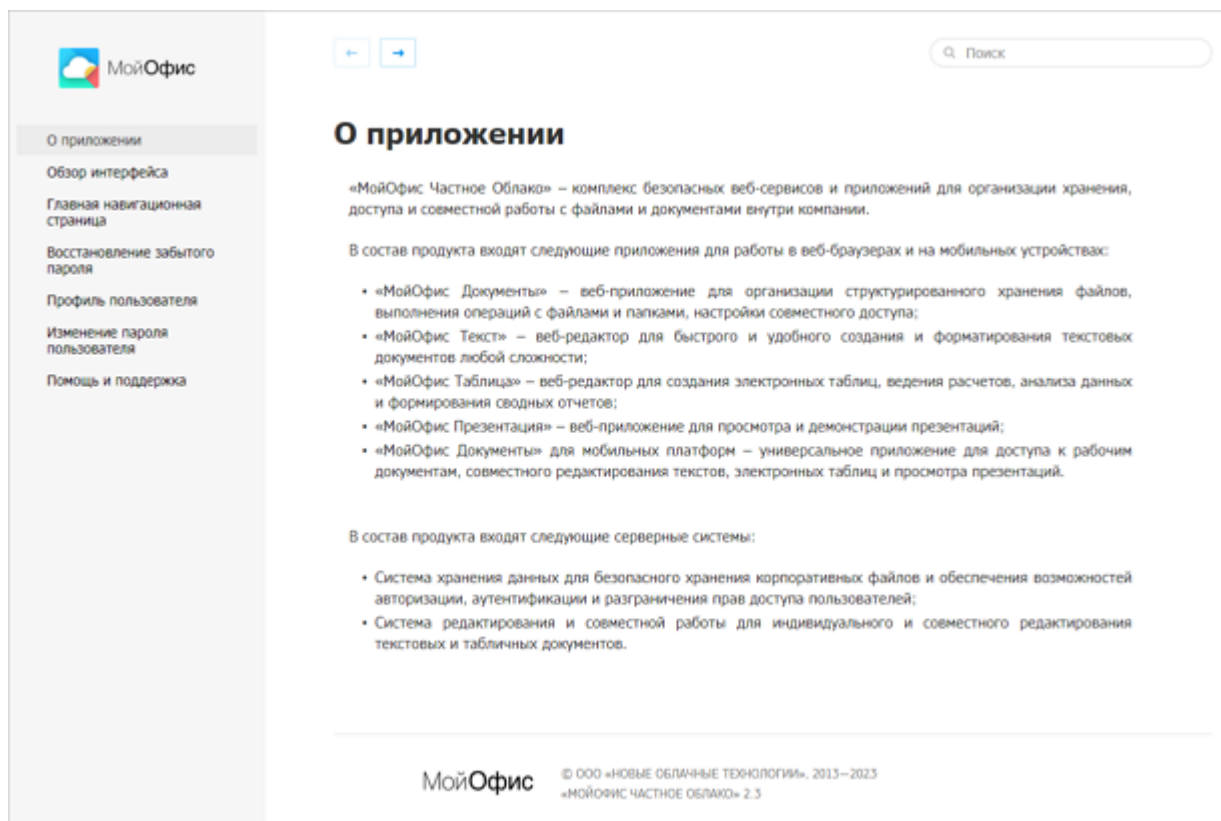 МойОфис
← →
Поиск
О приложении
Обзор интерфейса
Главная навигационная
страница
Восстановление забытого
пароля
Профиль пользователя
Изменение пароля
пользователя
Помощь и поддержка
О приложении
«МойОфис Частное Облако» – комплекс безопасных веб-сервисов и приложений для организации хранения,
доступа и совместной работы с файлами и документами внутри компании.
В состав продукта входят следующие приложения для работы в веб-браузерах и на мобильных устройствах:
• «МойОфис Документы» – веб-приложение для организации структурированного хранения файлов,
выполнения операций с файлами и папками, настройки совместного доступа;
• «МойОфис Текст» – веб-редактор для быстрого и удобного создания и форматирования текстовых
документов любой сложности;
• «МойОфис Таблица» – веб-редактор для создания электронных таблиц, ведения расчетов, анализа данных
и формирования сводных отчетов;
• «МойОфис Презентация» – веб-приложение для просмотра и демонстрации презентаций;
• «МойОфис Документы» для мобильных платформ – универсальное приложение для доступа к рабочим
документам, совместного редактирования текстов, электронных таблиц и просмотра презентаций.
В состав продукта входят следующие серверные системы:
• Система хранения данных для безопасного хранения корпоративных файлов и обеспечения возможностей
авторизации, аутентификации и разграничения прав доступа пользователей;
• Система редактирования и совместной работы для индивидуального и совместного редактирования
текстовых и табличных документов.
МойОфис
© ООО «НОВЫЕ ОБЛАЧНЫЕ ТЕХНОЛОГИИ», 2013—2023
«МОЙОФИС ЧАСТНОЕ ОБЛАКО» 2.3